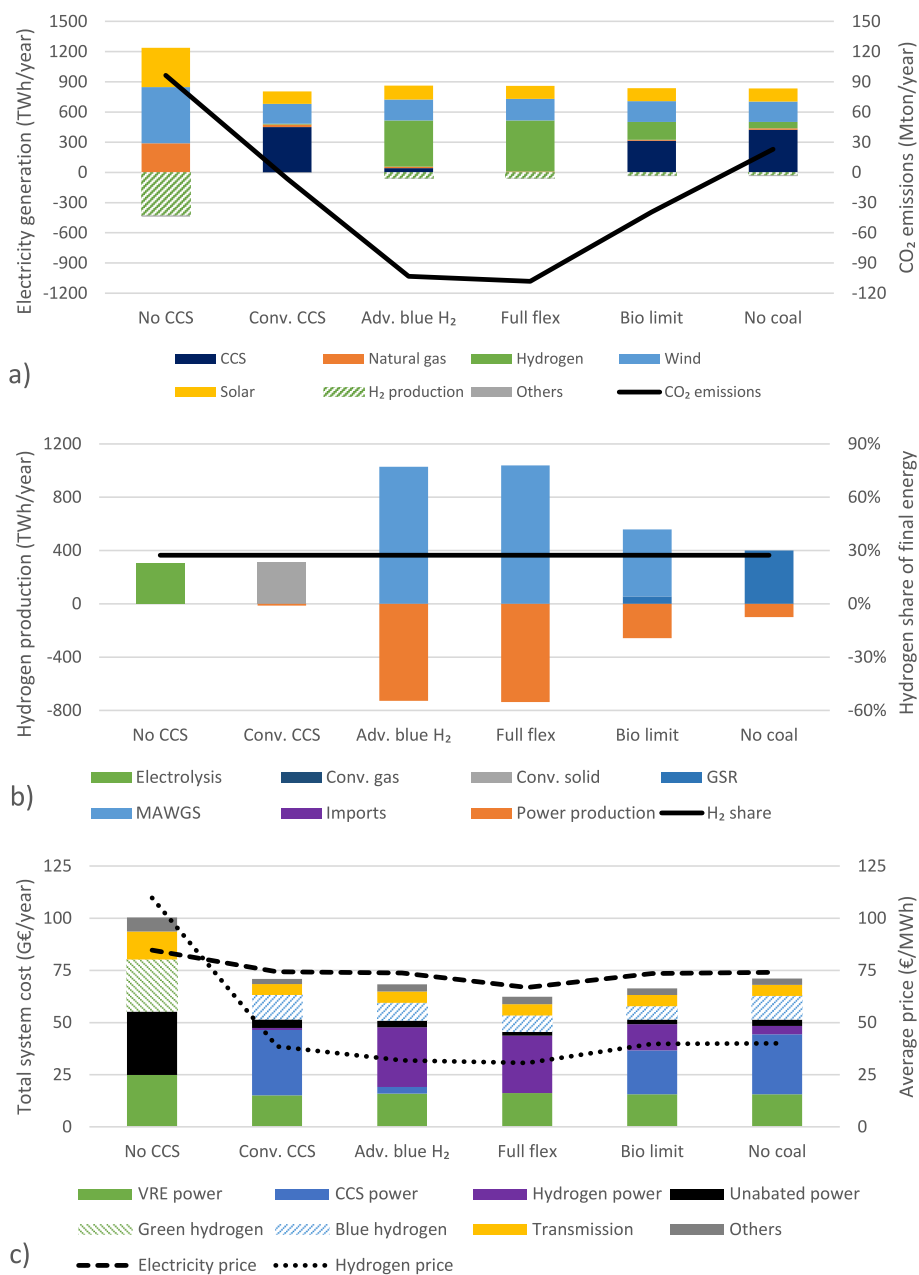 Electricity generation (TWh/year)
1500
1200
900
600
300
0
-300
-600
-900
-1200
150
120
90
60
30
0
-30
-60
-90
-120
CO₂ emissions (Mton/year)
No CCS Conv. CCS Adv. blue H₂ Full flex Bio limit No coal
CCS Natural gas Hydrogen Wind
Solar H₂ production Others CO₂ emissions
a)
Hydrogen production (TWh/year)
1200
800
400
0
-400
-800
90%
60%
30%
0%
-30%
-60%
Hydrogen share of final energy
No CCS Conv. CCS Adv. blue H₂ Full flex Bio limit No coal
Electrolysis Conv. gas Conv. solid GSR
MAWGS Imports Power production H₂ share
b)
Total system cost (G€/year)
125
100
75
50
25
0
125
100
75
50
25
0
Average price (€/MWh)
No CCS Conv. CCS Adv. blue H₂ Full flex Bio limit No coal
VRE power CCS power Hydrogen power Unabated power
Green hydrogen Blue hydrogen Transmission Others
Electricity price Hydrogen price
c)